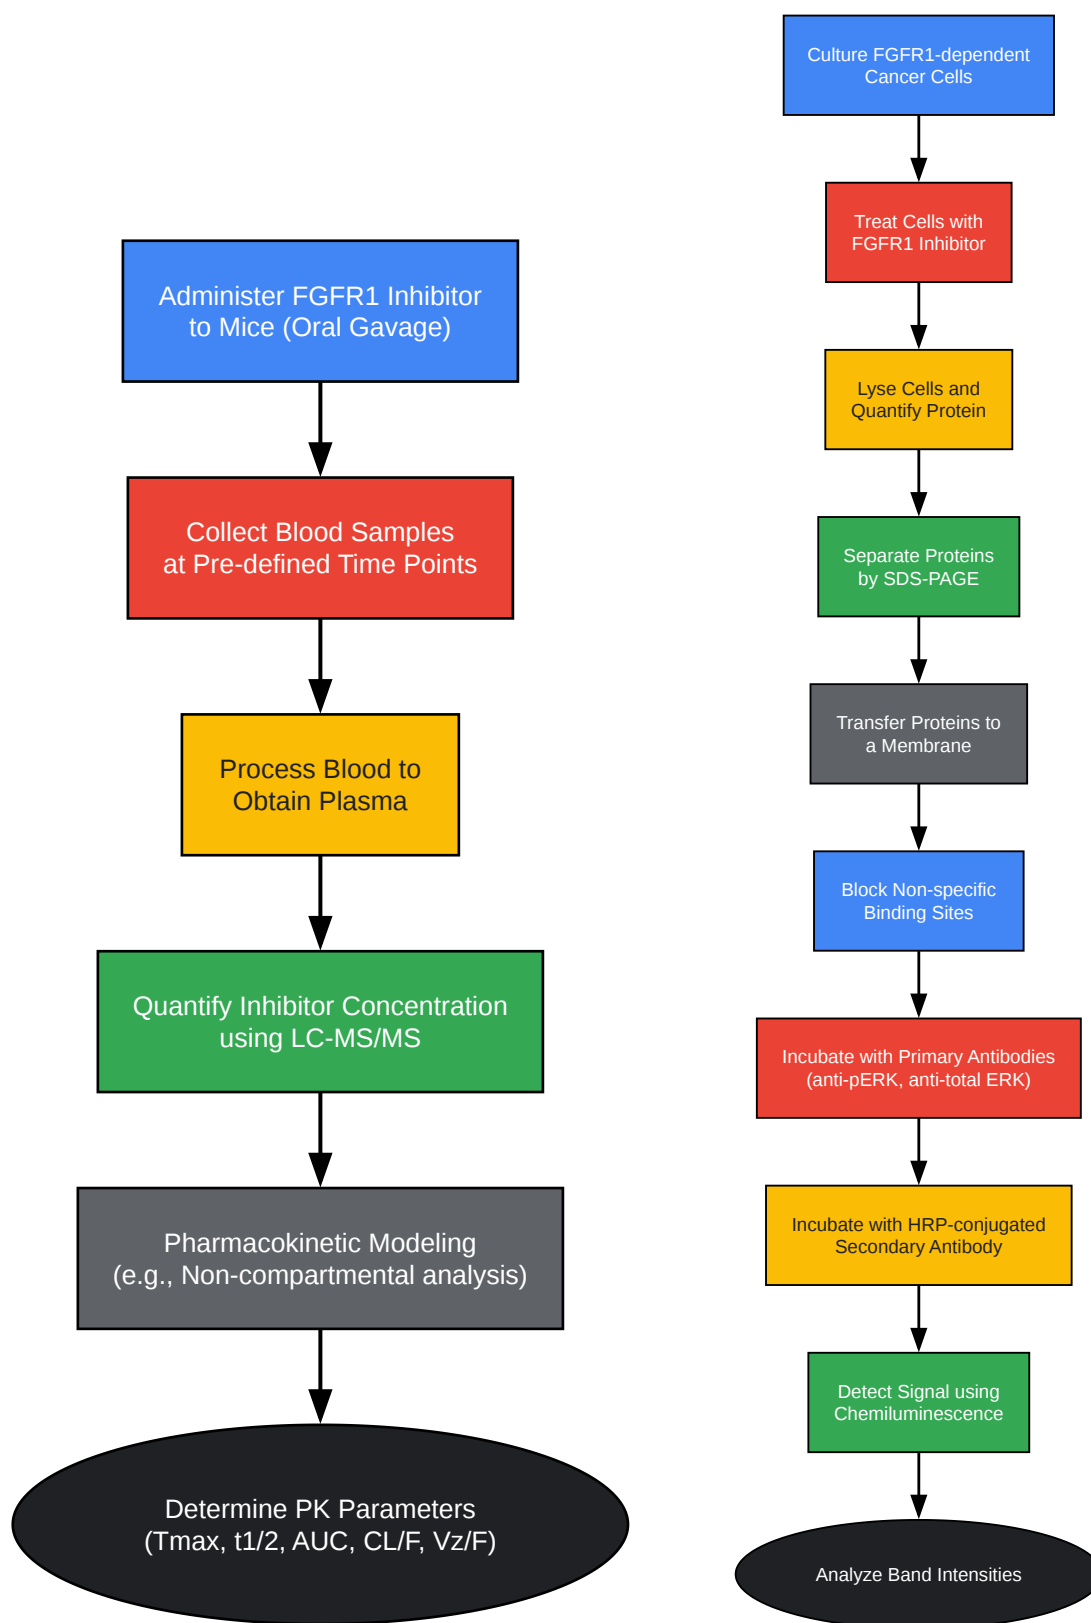 Administer FGFR1 Inhibitor
to Mice (Oral Gavage)
Collect Blood Samples
at Pre-defined Time Points
Process Blood to
Obtain Plasma
Quantify Inhibitor Concentration
using LC-MS/MS
Pharmacokinetic Modeling
(e.g., Non-compartmental analysis)
Determine PK Parameters
(Tmax, t1/2, AUC, CL/F, Vz/F)
Culture FGFR1-dependent
Cancer Cells
Treat Cells with
FGFR1 Inhibitor
Lyse Cells and
Quantify Protein
Separate Proteins
by SDS-PAGE
Transfer Proteins to
a Membrane
Block Non-specific
Binding Sites
Incubate with Primary Antibodies
(anti-pERK, anti-total ERK)
Incubate with HRP-conjugated
Secondary Antibody
Detect Signal using
Chemiluminescence
Analyze Band Intensities